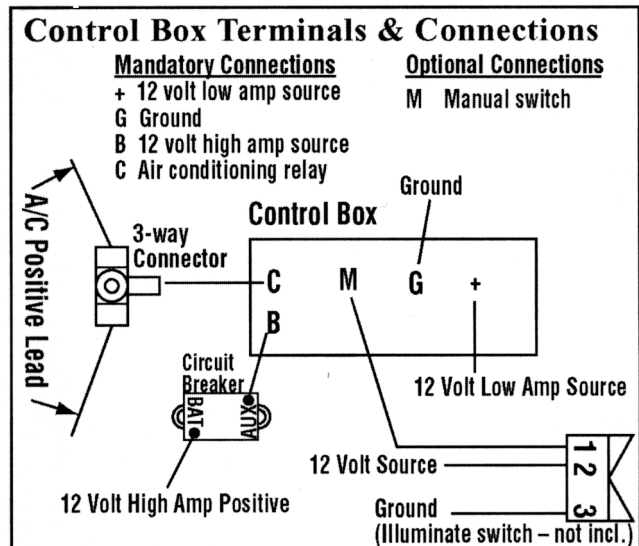 Control Box Terminals & Connections
Mandatory Connections
+ 12 volt low amp source
G Ground
B 12 volt high amp source
C Air conditioning relay
Optional Connections
M Manual switch
Ground
Control Box
A/C Positive Lead
3-way
Connector
C M G +
B
Circuit
Breaker
BAT AUX
12 Volt Low Amp Source
12 Volt High Amp Positive
12 Volt Source
1
2
3
Ground
(Illuminate switch – not incl.)